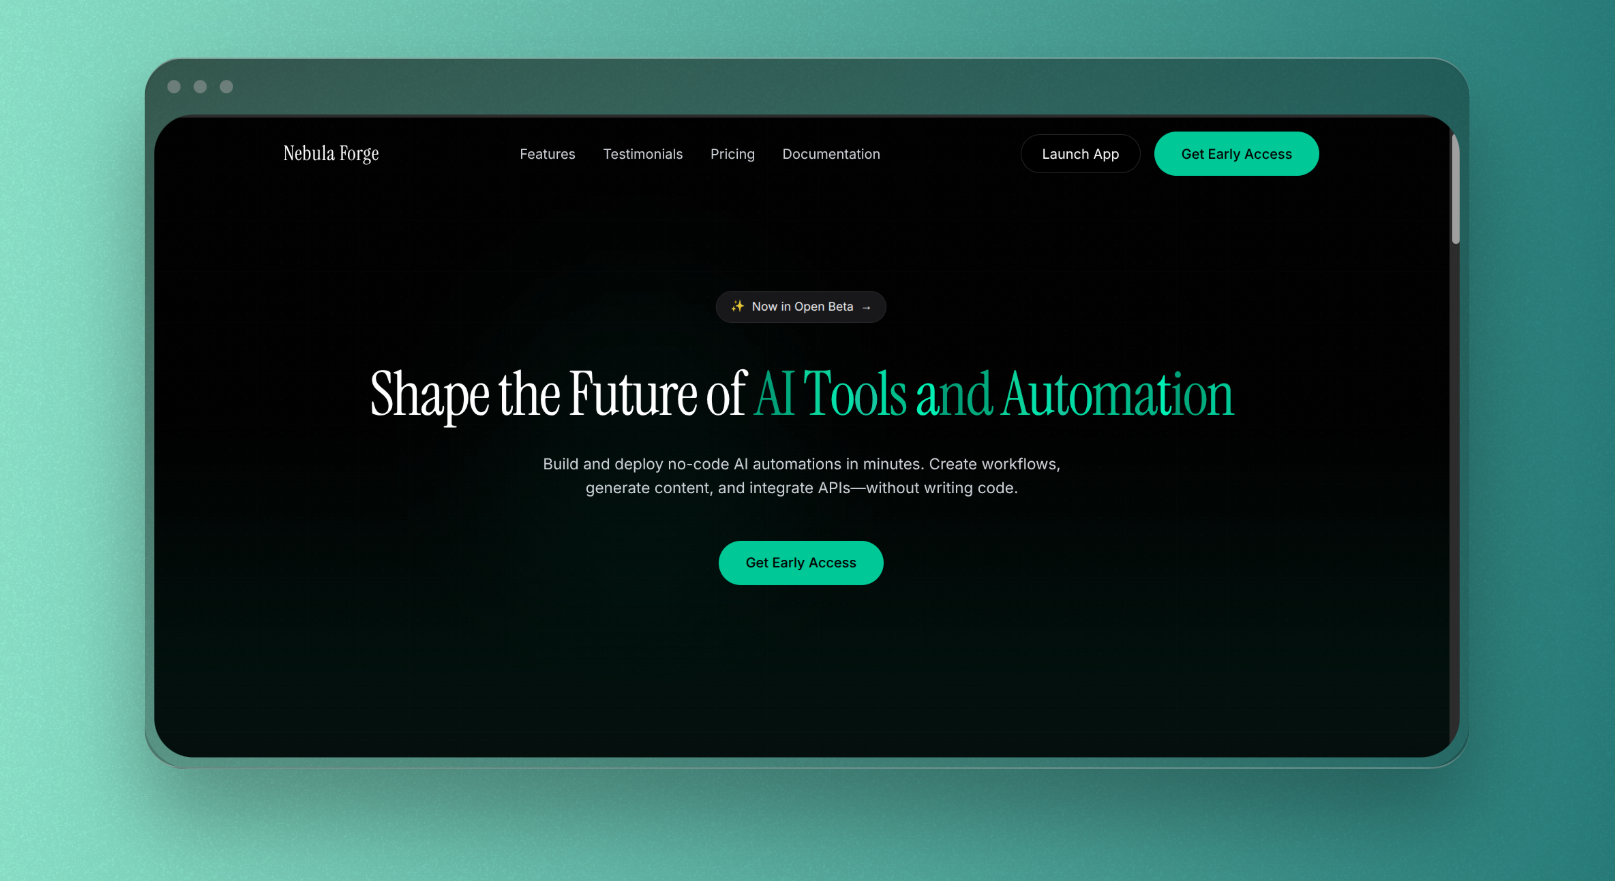 Nebula Forge
Features Testimonials Pricing Documentation
Launch App
Get Early Access
✨ Now in Open Beta →
Shape the Future of AI Tools and Automation
Build and deploy no-code AI automations in minutes. Create workflows,
generate content, and integrate APIs—without writing code.
Get Early Access